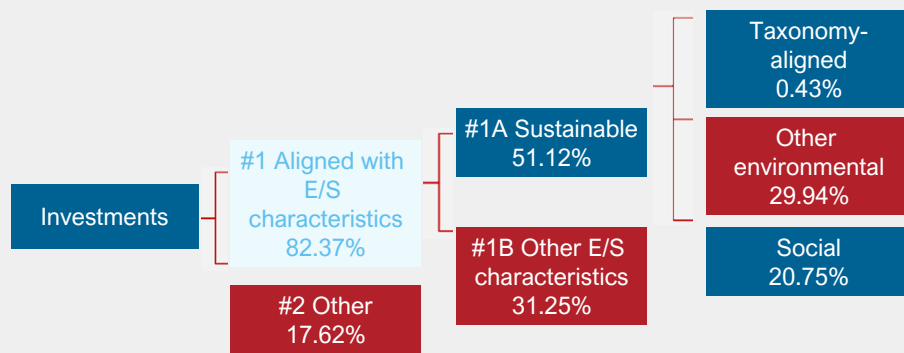 Investments
#1 Aligned with
E/S
characteristics
82.37%
#2 Other
17.62%
#1A Sustainable
51.12%
#1B Other E/S
characteristics
31.25%
Taxonomy-
aligned
0.43%
Other
environmental
29.94%
Social
20.75%